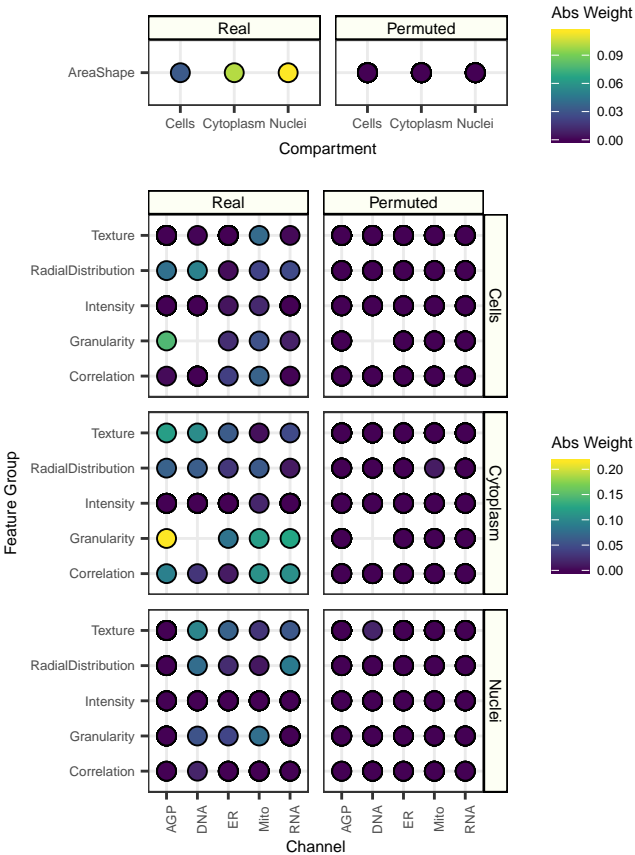 Real Permuted
AreaShape
Cells Cytoplasm Nuclei Cells Cytoplasm Nuclei
Compartment
Abs Weight
0.09
0.06
0.03
0.00
Real Permuted
Feature Group
Texture
RadialDistribution
Intensity
Granularity
Correlation
Cells
Texture
RadialDistribution
Intensity
Granularity
Correlation
Cytoplasm
Texture
RadialDistribution
Intensity
Granularity
Correlation
Nuclei
AGP DNA ER Mito RNA AGP DNA ER Mito RNA
Channel
Abs Weight
0.20
0.15
0.10
0.05
0.00